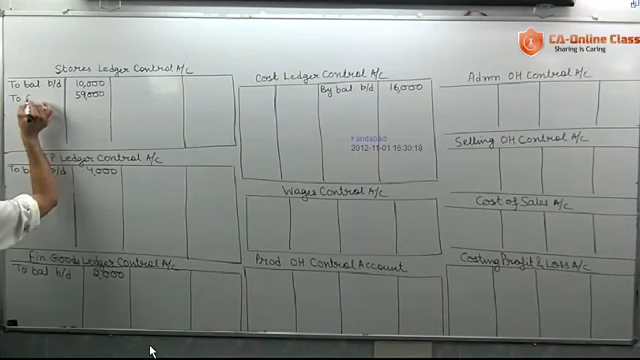 CA-Online Class
Sharing is Caring
Stores Ledger Control A/c
To bal b/d 10,000
To 59,000
Cost Ledger Control A/c
By bal b/d 16,000
Admn OH Control A/c
Faridabad
2012-11-01 16:30:18
Selling OH Control A/c
IP Ledger Control A/c
To b b/d 4,000
Wages Control A/c
Cost of Sales A/c
Fin Goods Ledger Control A/c
To bal b/d 2,000
Prod OH Control Account
Costing Profit & Loss A/c